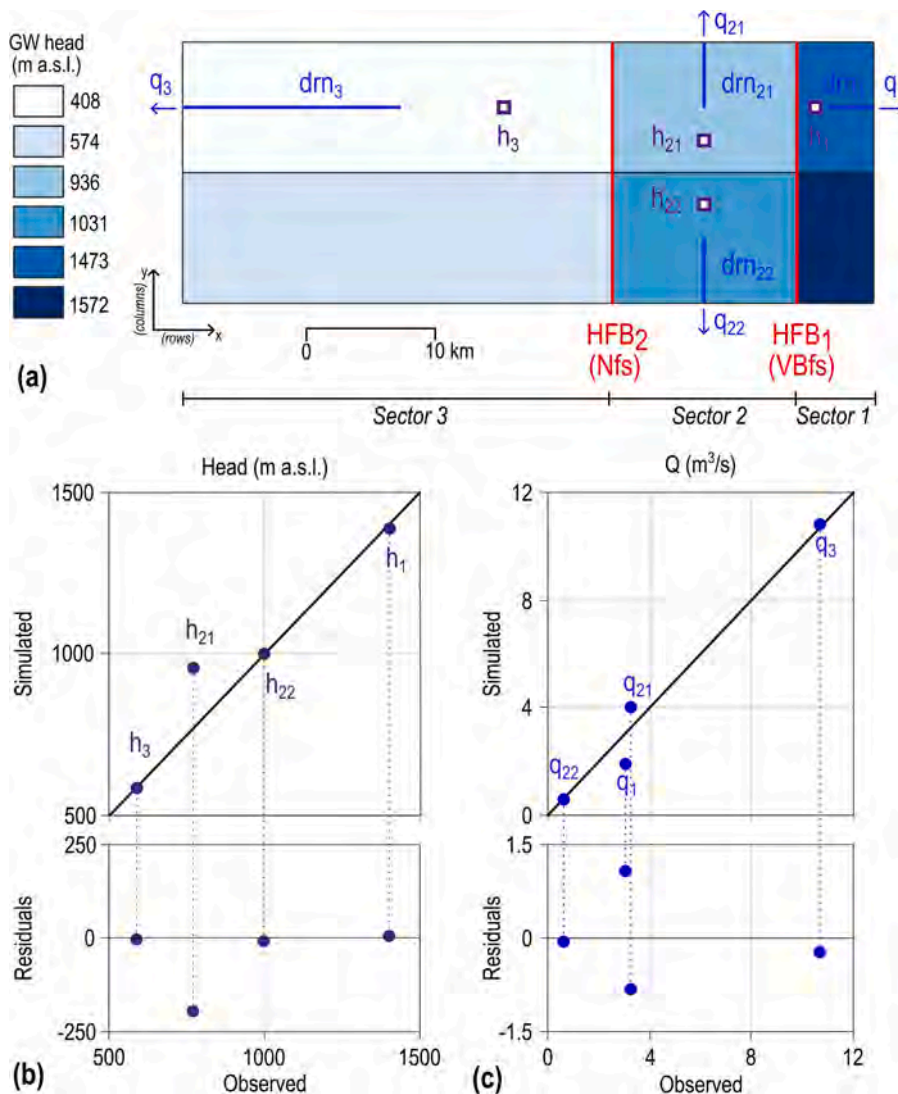 GW head
(m a.s.l.)
408
574
936
1031
1472
1572
q21
q3
drn3
drn21
q
h3
h21
h22
drn22
q22
y
(columns)
(rows)
x
0 10 km
HFB2
(Nfs)
HFB1
(VBfs)
(a)
Sector 3 Sector 2 Sector 1
Head (m a.s.l.)
1500
1000
500
Simulated
h1
h21
h22
h3
250
0
-250
Residuals
500 1000 1500
Observed
(b)
Q (m³/s)
12
8
4
0
Simulated
q3
q21
q22
q1
1.5
0
-1.5
Residuals
0 4 8 12
Observed
(c)